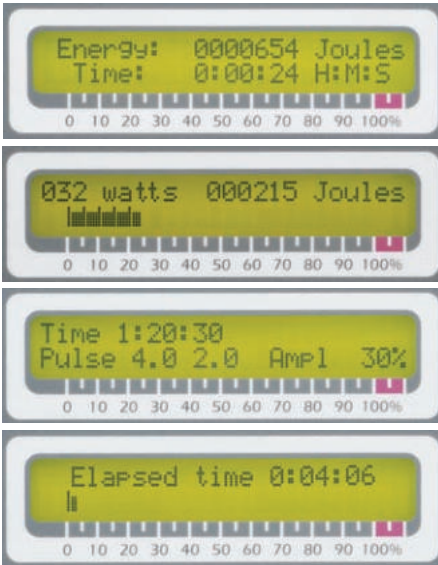 Energy: 0000654 Joules
Time: 0:00:24 H:M:S
0 10 20 30 40 50 60 70 80 90 100%
032 watts 000215 Joules
0 10 20 30 40 50 60 70 80 90 100%
Time 1:20:30
Pulse 4.0 2.0 Ampl 30%
0 10 20 30 40 50 60 70 80 90 100%
Elapsed time 0:04:06
0 10 20 30 40 50 60 70 80 90 100%